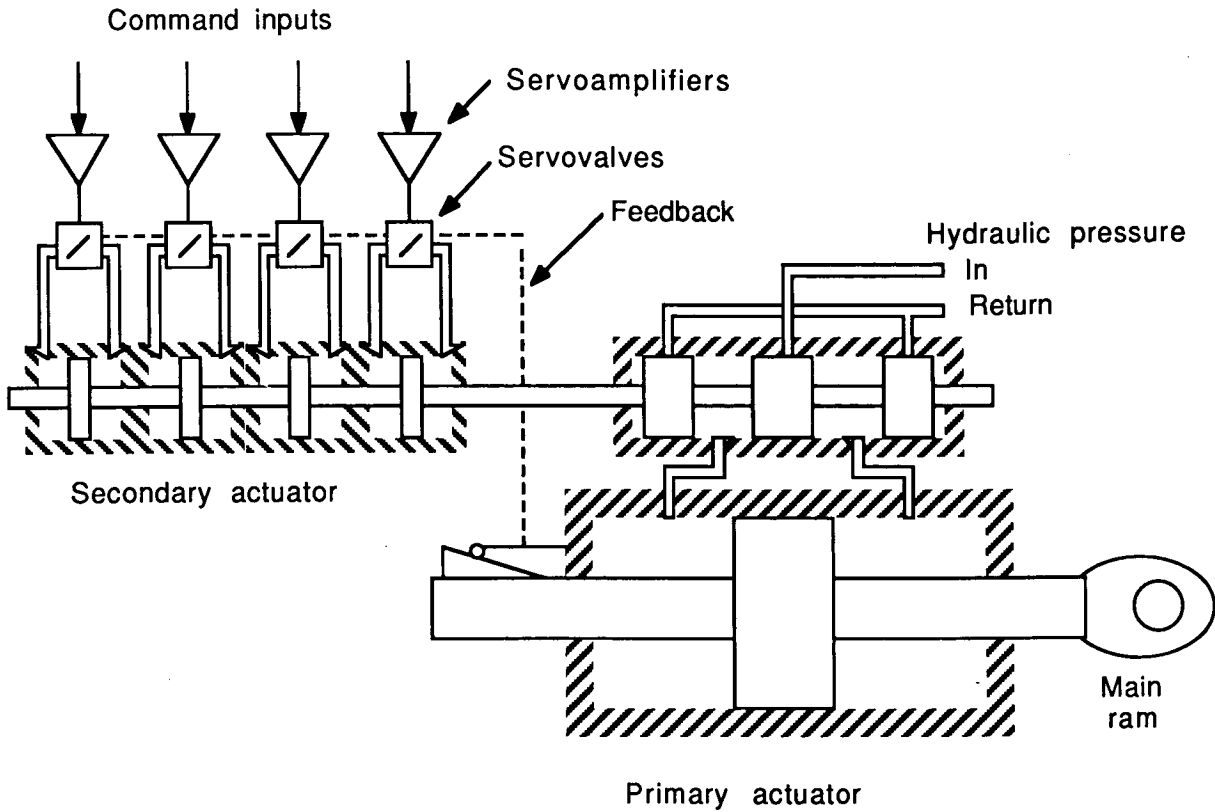 Command inputs
Servoamplifiers
Servovalves
Feedback
Hydraulic pressure
In
Return
Secondary actuator
Main
ram
Primary actuator